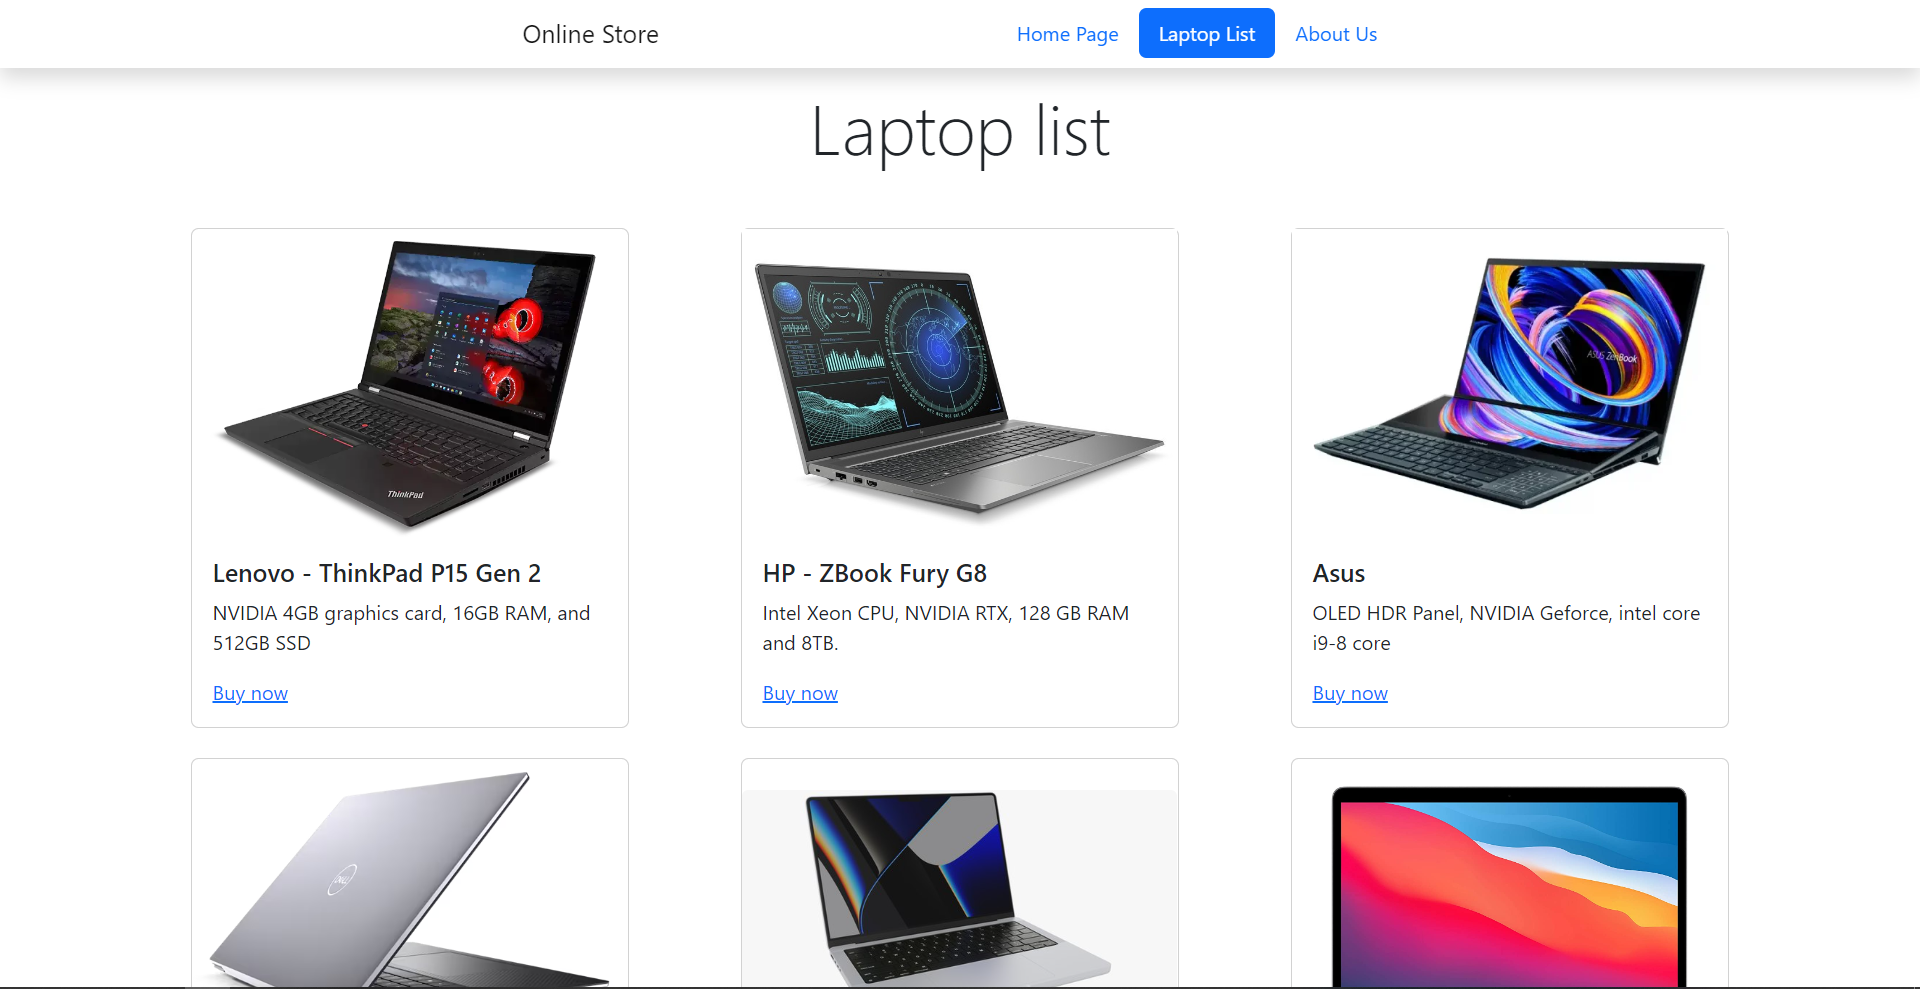 Online Store
Home Page
Laptop List
About Us
Laptop list
ThinkPad
ASUS ZenBook
Lenovo - ThinkPad P15 Gen 2
NVIDIA 4GB graphics card, 16GB RAM, and
512GB SSD
Buy now
HP - ZBook Fury G8
Intel Xeon CPU, NVIDIA RTX, 128 GB RAM
and 8TB.
Buy now
Asus
OLED HDR Panel, NVIDIA Geforce, intel core
i9-8 core
Buy now
DELL